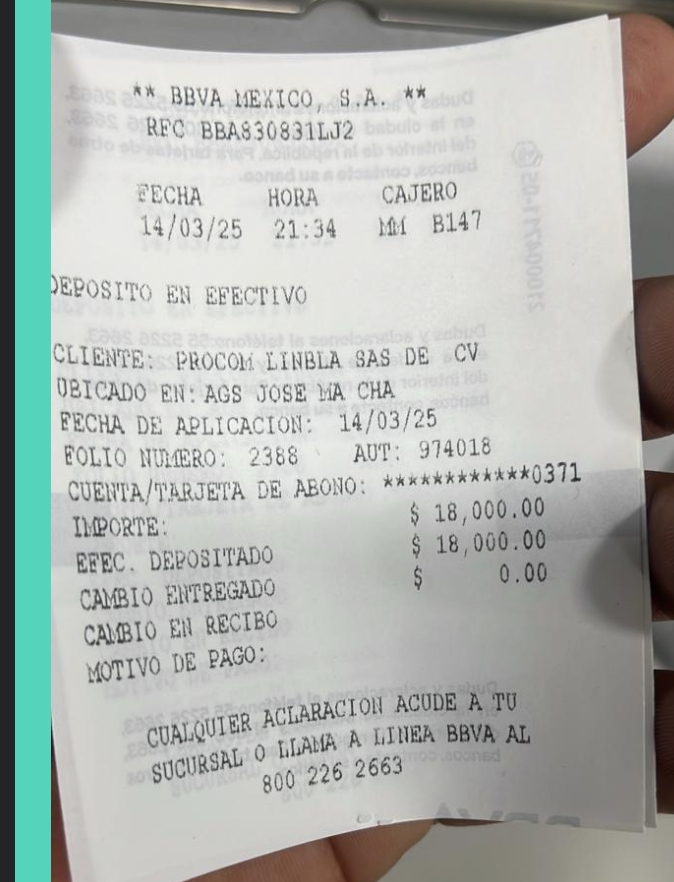 ** BBVA MEXICO, S.A. **
RFC BBA830831LJ2
FECHA HORA CAJERO
14/03/25 21:34 MM B147
DEPOSITO EN EFECTIVO
CLIENTE: PROCOM LINBLA SAS DE CV
UBICADO EN: AGS JOSE MA CHA
FECHA DE APLICACION: 14/03/25
FOLIO NUMERO: 2388 AUT: 974018
CUENTA/TARJETA DE ABONO: ************0371
IMPORTE: $ 18,000.00
EFEC. DEPOSITADO $ 18,000.00
CAMBIO ENTREGADO $ 0.00
CAMBIO EN RECIBO
MOTIVO DE PAGO:
CUALQUIER ACLARACION ACUDE A TU
SUCURSAL O LLAMA A LINEA BBVA AL
800 226 2663